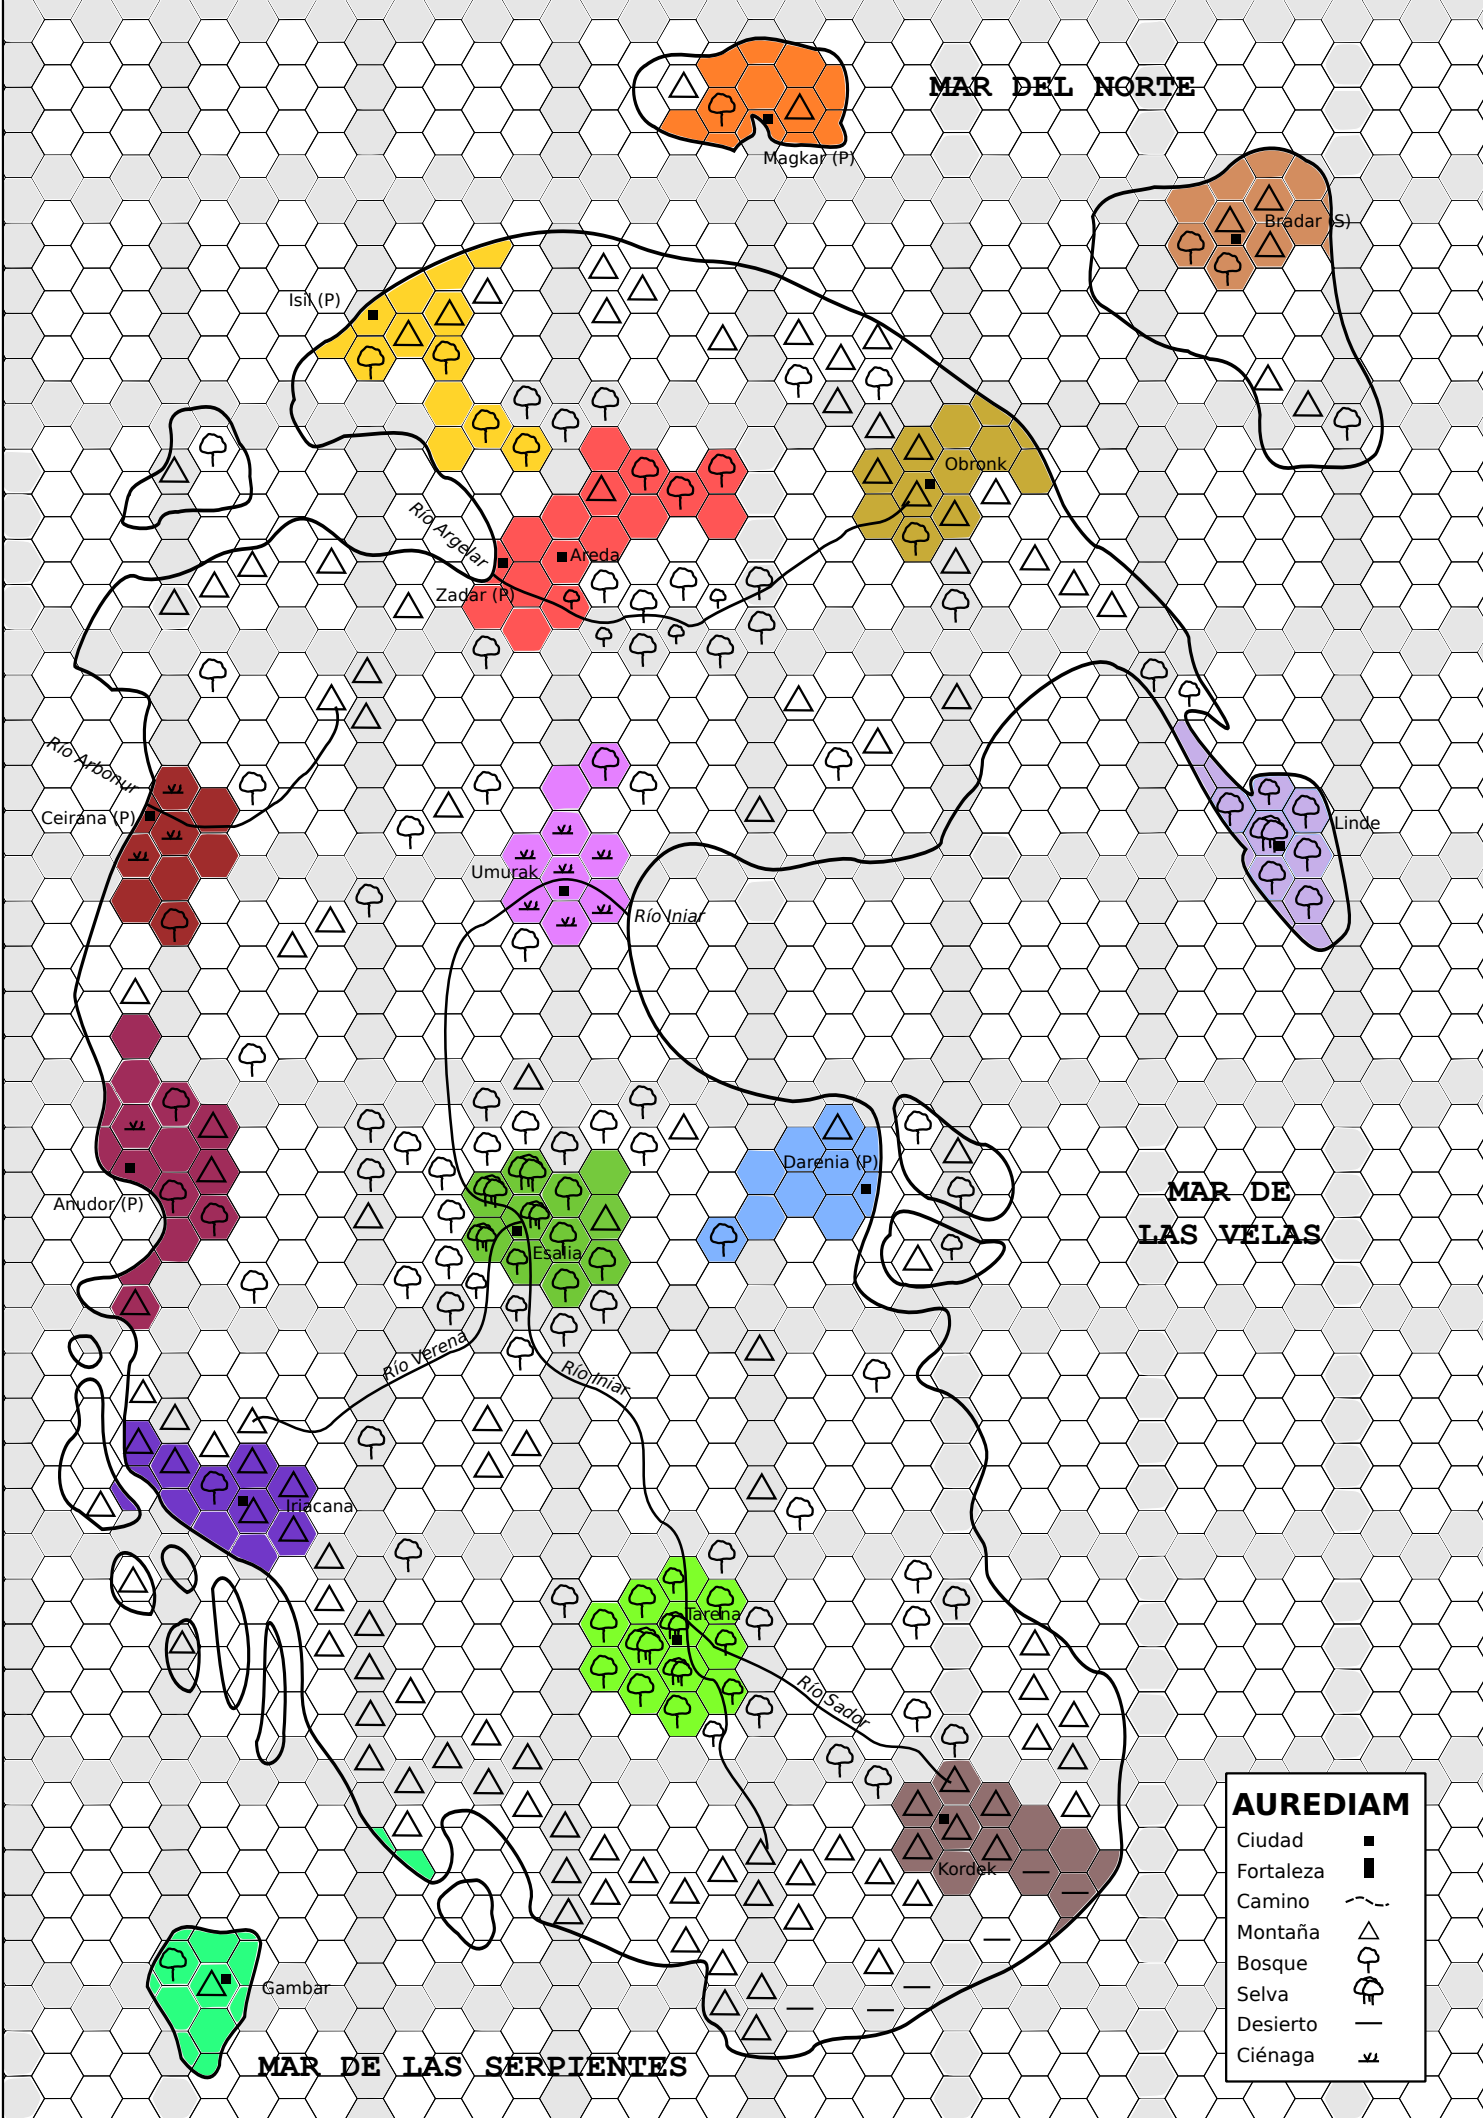 MAR DEL NORTE
Magkar (P)
Bradar (S)
Isil (P)
Obronk
Río Argelar
Areda
Zadar (P)
Río Arbonur
Ceirana (P)
Linde
Umurak
Río Iniar
Darenia (P)
MAR DE
LAS VELAS
Anudor (P)
Esalia
Río Verena
Río Iniar
Iriacana
Tarena
Río Sador
Kordek
Gambar
MAR DE LAS SERPIENTES
AUREDIAM
Ciudad
Fortaleza
Camino
Montaña
Bosque
Selva
Desierto
Ciénaga